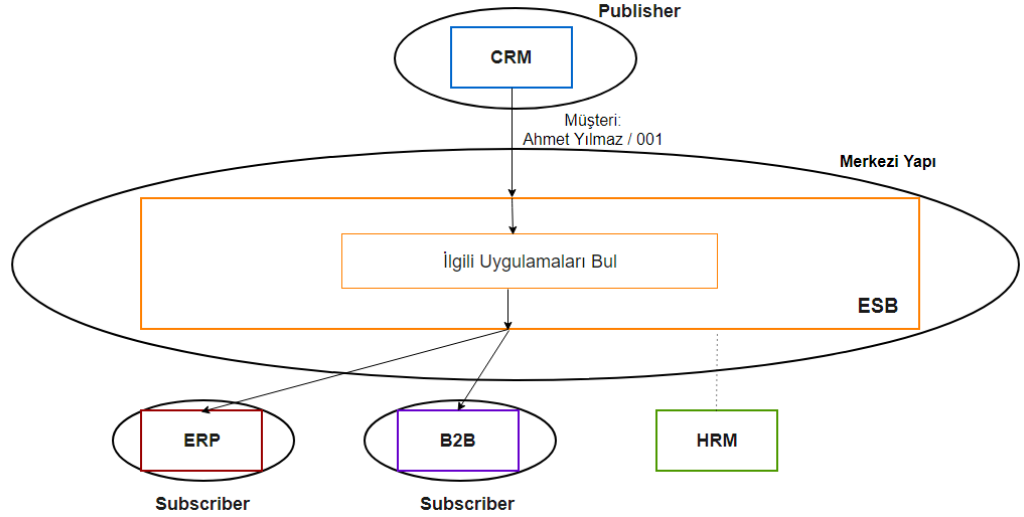 Publisher
CRM
Müşteri:
Ahmet Yılmaz / 001
Merkezi Yapı
İlgili Uygulamaları Bul
ESB
ERP
B2B
HRM
Subscriber
Subscriber